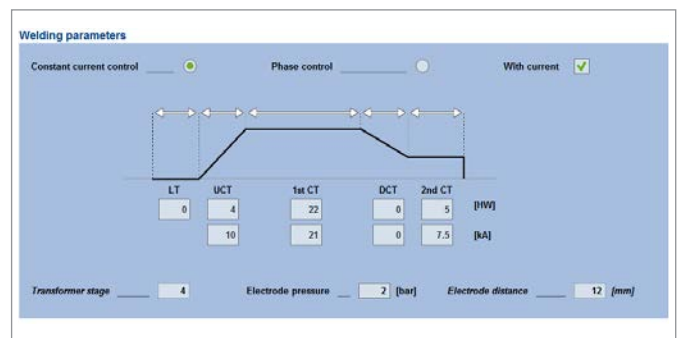 Welding parameters
Constant current control Phase control With current
LT UCT 1st CT DCT 2nd CT
0 4 22 0 5 [HW]
10 21 0 7.5 [kA]
Transformer stage 4 Electrode pressure 2 [bar] Electrode distance 12 [mm]